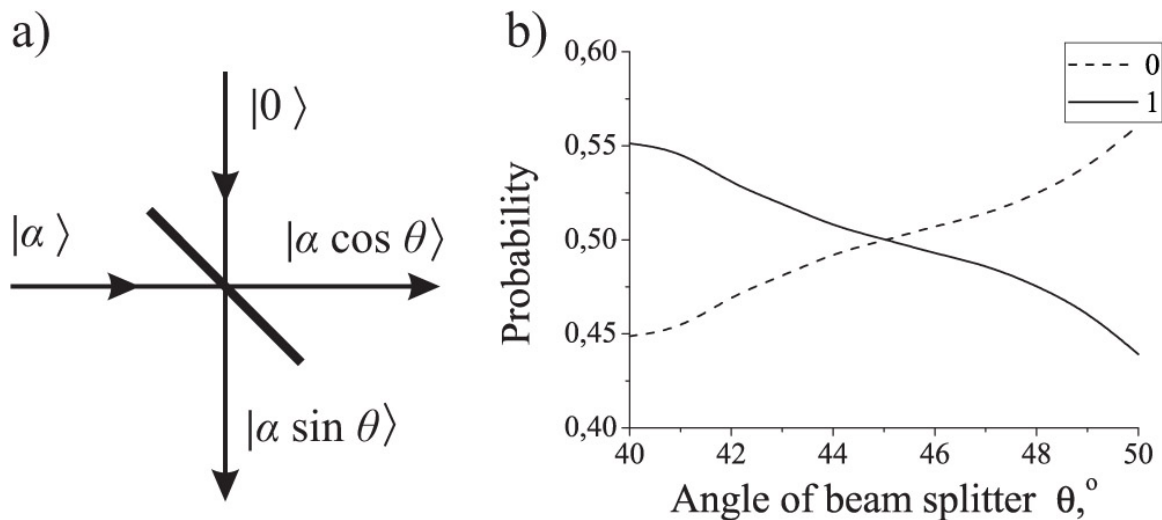 a)
|0 ⟩
|α ⟩
|α cos θ⟩
|α sin θ⟩
b)
0,60
0,55
0,50
0,45
0,40
Probability
0
1
40
42
44
46
48
50
Angle of beam splitter θ,°